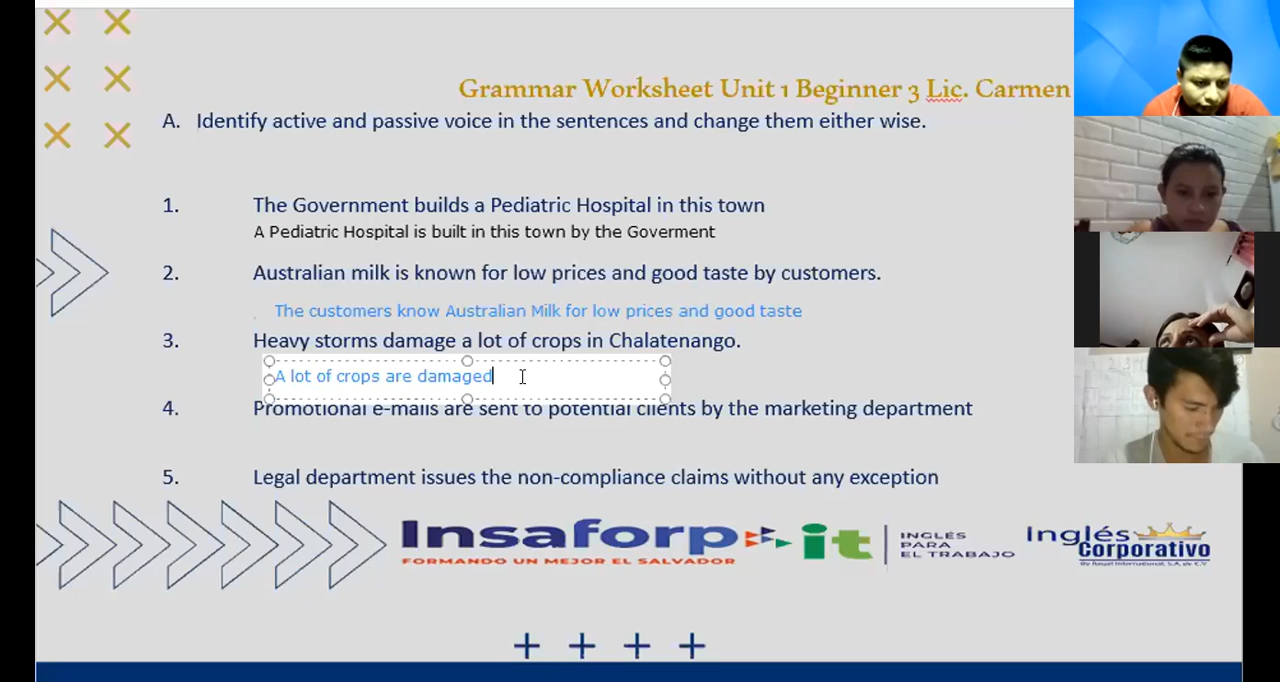 Grammar Worksheet Unit 1 Beginner 3 Lic. Carmen
A. Identify active and passive voice in the sentences and change them either wise.
1. The Government builds a Pediatric Hospital in this town
A Pediatric Hospital is built in this town by the Goverment
2. Australian milk is known for low prices and good taste by customers.
The customers know Australian Milk for low prices and good taste
3. Heavy storms damage a lot of crops in Chalatenango.
A lot of crops are damaged
4. Promotional e-mails are sent to potential clients by the marketing department
5. Legal department issues the non-compliance claims without any exception
Insaforp
FORMANDO UN MEJOR EL SALVADOR
it
INGLÉS
PARA
EL TRABAJO
Inglés
Corporativo
By Royal International, S.A. de C.V